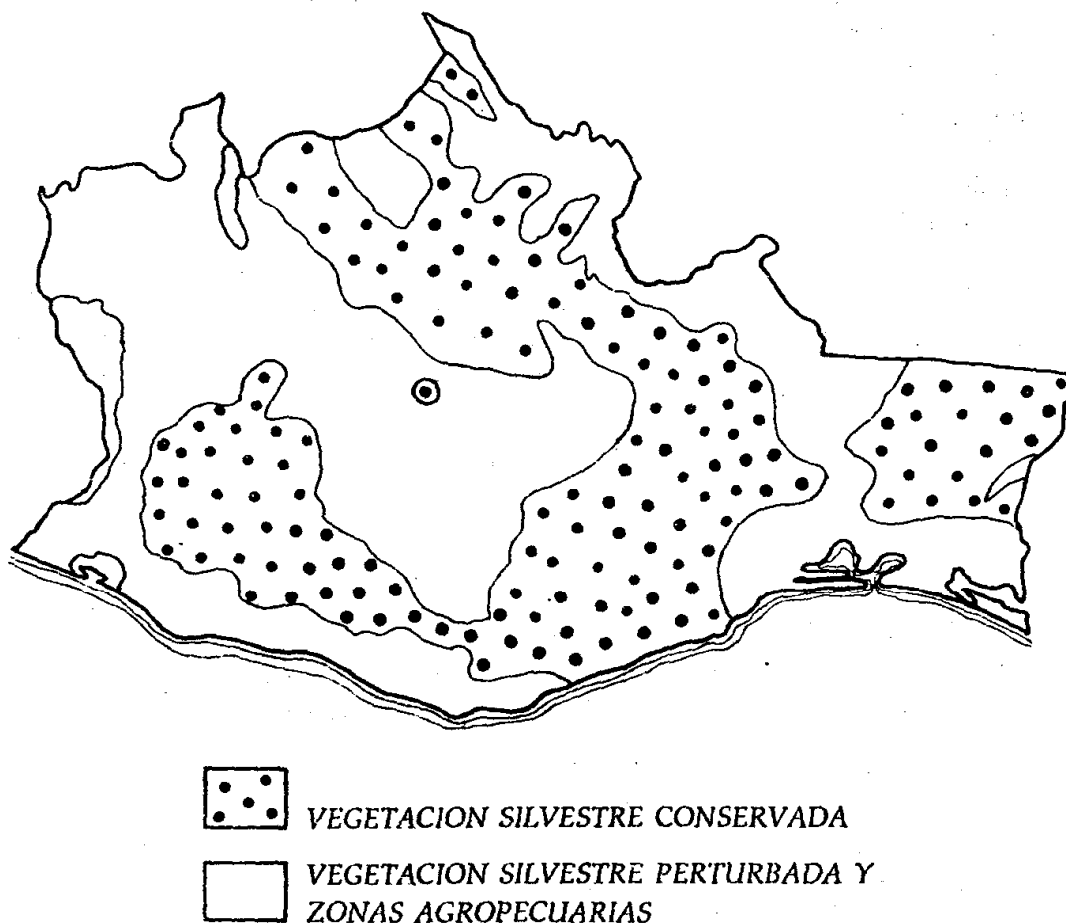 VEGETACION SILVESTRE CONSERVADA
VEGETACION SILVESTRE PERTURBADA Y
ZONAS AGROPECUARIAS